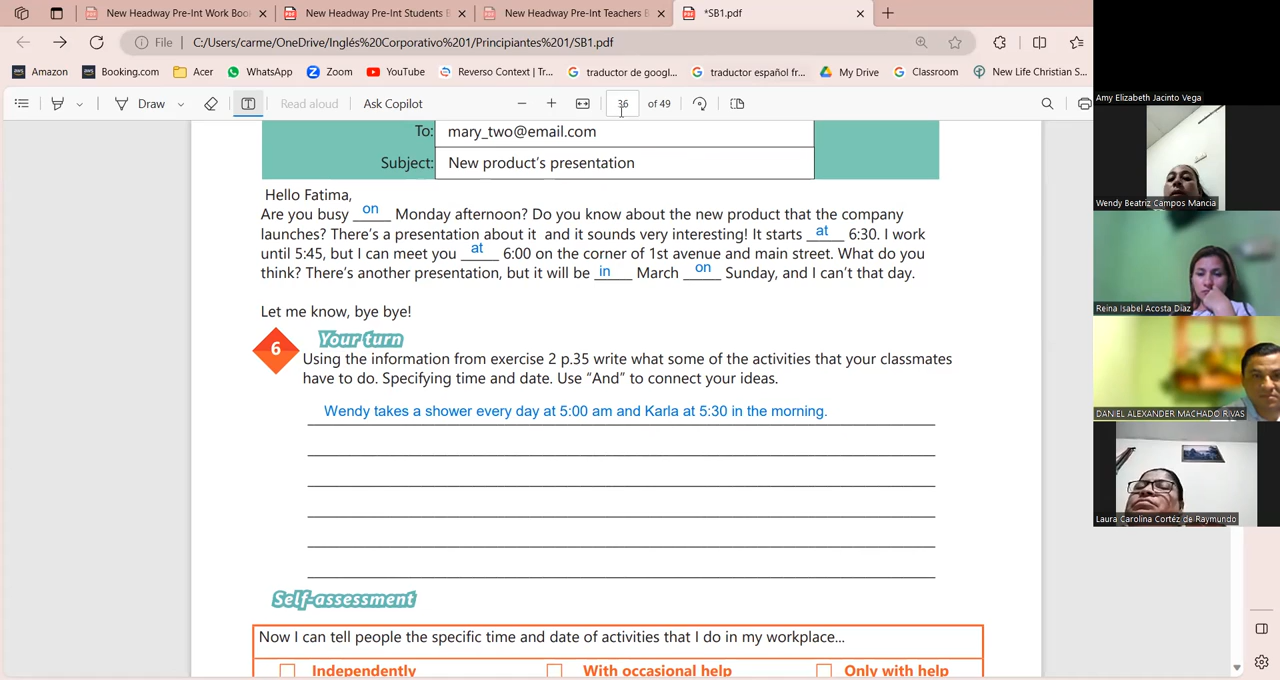 New Headway Pre-Int Work Boo
New Headway Pre-Int Students B
New Headway Pre-Int Teachers B
*SB1.pdf
File
C:/Users/carme/OneDrive/Inglés%20Corporativo%201/Principiantes%201/SB1.pdf
Amazon
Booking.com
Acer
WhatsApp
Zoom
YouTube
Reverso Context | Tr...
traductor de googl...
traductor español fr...
My Drive
Classroom
New Life Christian S...
Draw
Read aloud
Ask Copilot
36 of 49
To: mary_two@email.com
Subject: New product's presentation
Hello Fatima,
Are you busy on Monday afternoon? Do you know about the new product that the company
launches? There's a presentation about it and it sounds very interesting! It starts at 6:30. I work
until 5:45, but I can meet you at 6:00 on the corner of 1st avenue and main street. What do you
think? There's another presentation, but it will be in March on Sunday, and I can't that day.
Let me know, bye bye!
6 Your turn
Using the information from exercise 2 p.35 write what some of the activities that your classmates
have to do. Specifying time and date. Use “And” to connect your ideas.
Wendy takes a shower every day at 5:00 am and Karla at 5:30 in the morning.
Self-assessment
Now I can tell people the specific time and date of activities that I do in my workplace...
Independently
With occasional help
Only with help
Amy Elizabeth Jacinto Vega
Wendy Beatriz Campos Mancia
Reina Isabel Acosta Diaz
DANIEL ALEXANDER MACHADO RIVAS
Laura Carolina Cortéz de Raymundo